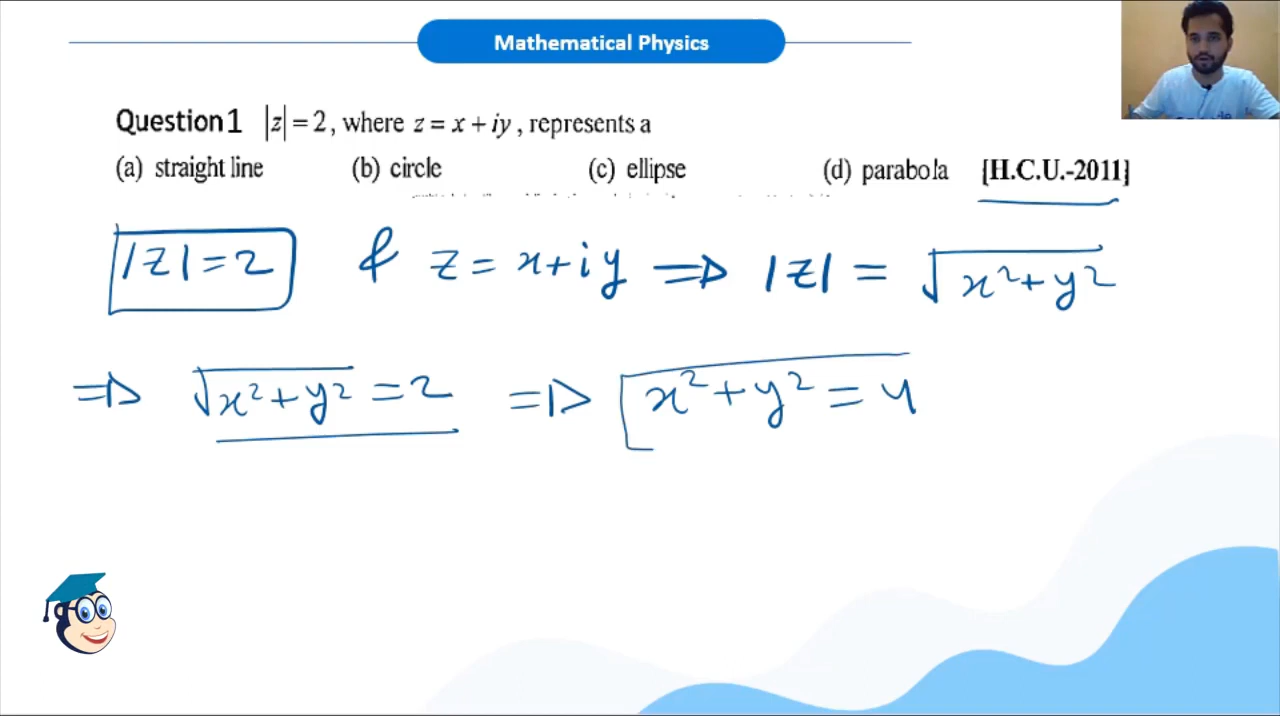 Mathematical Physics
Question 1 |z| = 2, where z = x + iy, represents a
(a) straight line (b) circle (c) ellipse (d) parabola [H.C.U.-2011]
|Z| = 2 & z = x + iy ⇒ |Z| = √(x² + y²)
⇒ √(x² + y²) = 2 ⇒ x² + y² = 4